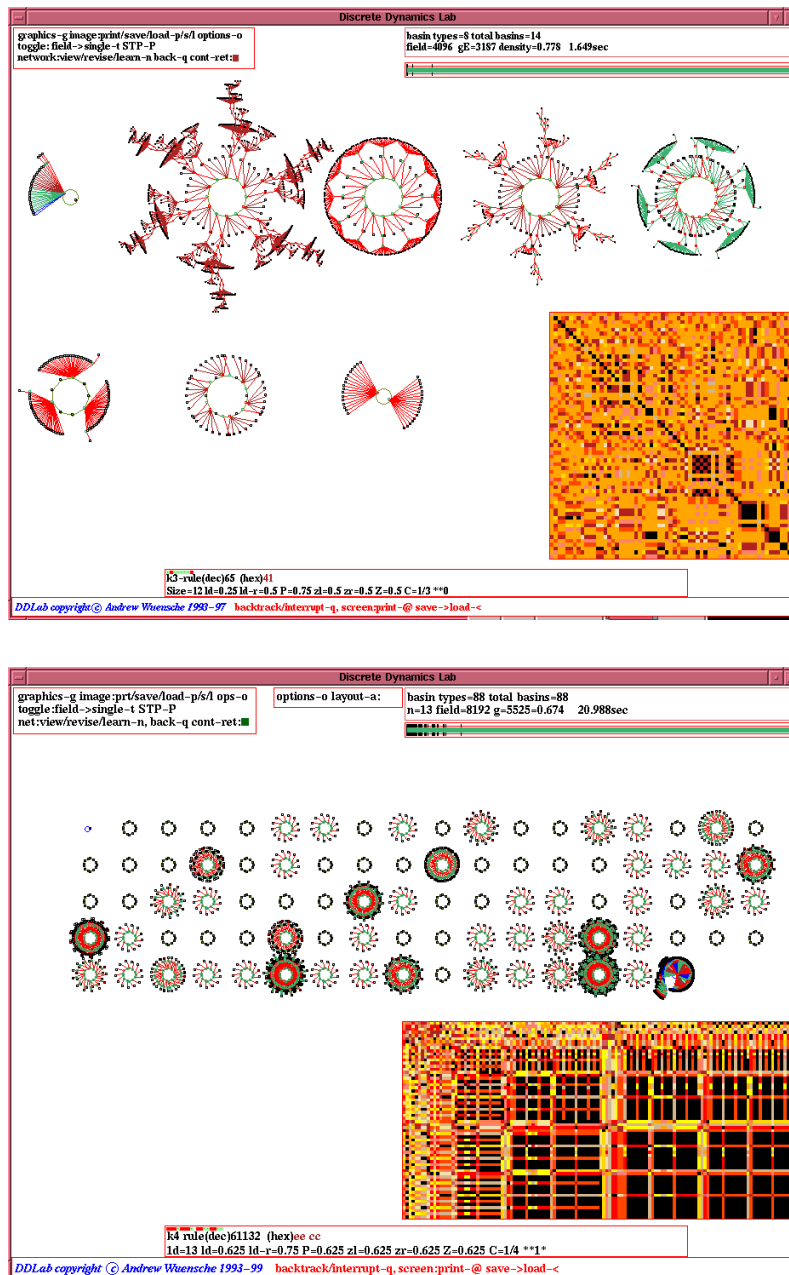 Discrete Dynamics Lab
graphics-g image:print/save/load-p/s/l options-o
toggle: field->single-t STP-P
network:view/revise/learn-n back-q cont-ret:
basin types=8 total basins=14
field=4096 gE=3187 density=0.778 1.649sec
k3-rule(dec)65 (hex)41
Size=12 ld=0.25 ld-r=0.5 P=0.75 zl=0.5 zr=0.5 Z=0.5 C=1/3 **0
DDLab copyright © Andrew Wuensche 1993-97 backtrack/interrupt-q, screen:print-@ save->load-<
Discrete Dynamics Lab
graphics-g image:prt/save/load-p/s/l ops-o
toggle:field->single-t STP-P
net:view/revise/learn-n, back-q cont-ret:
options-o layout-a:
basin types=88 total basins=88
n=13 field=8192 g=5525=0.674 20.988sec
k4 rule(dec)61132 (hex)ee cc
1d=13 ld=0.625 ld-r=0.75 P=0.625 zl=0.625 zr=0.625 Z=0.625 C=1/4 **1*
DDLab copyright © Andrew Wuensche 1993-99 backtrack/interrupt-q, screen:print-@ save->load-<